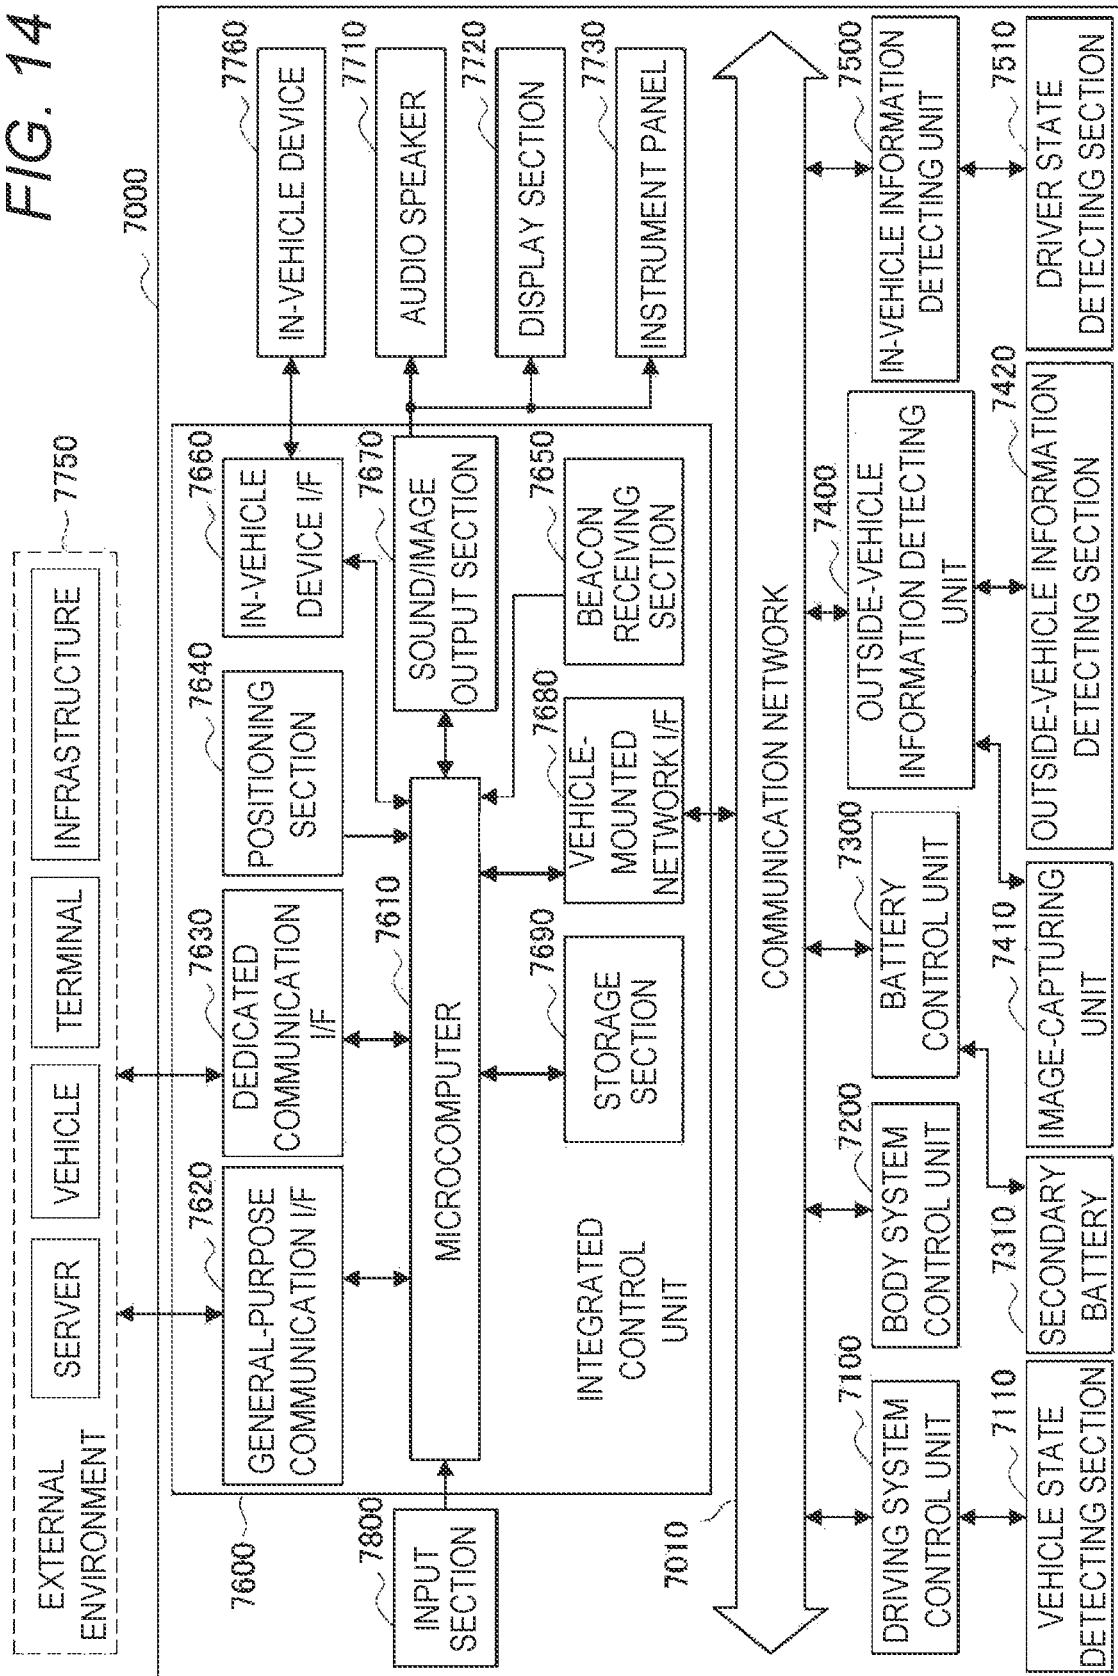 FIG. 14
7000
EXTERNAL
ENVIRONMENT
SERVER
VEHICLE
TERMINAL
INFRASTRUCTURE
7750
7600
GENERAL-PURPOSE
COMMUNICATION I/F
7620
DEDICATED
COMMUNICATION
I/F
7630
POSITIONING
SECTION
7640
IN-VEHICLE
DEVICE I/F
7660
IN-VEHICLE DEVICE
7760
INPUT
SECTION
7800
MICROCOMPUTER
7610
SOUND/IMAGE
OUTPUT SECTION
7670
AUDIO SPEAKER
7710
DISPLAY SECTION
7720
INSTRUMENT PANEL
7730
INTEGRATED
CONTROL
UNIT
STORAGE
SECTION
7690
VEHICLE-
MOUNTED
NETWORK I/F
7680
BEACON
RECEIVING
SECTION
7650
7010
COMMUNICATION NETWORK
DRIVING SYSTEM
CONTROL UNIT
7100
BODY SYSTEM
CONTROL UNIT
7200
BATTERY
CONTROL UNIT
7300
OUTSIDE-VEHICLE
INFORMATION DETECTING
UNIT
7400
IN-VEHICLE INFORMATION
DETECTING UNIT
7500
VEHICLE STATE
DETECTING SECTION
7110
SECONDARY
BATTERY
7310
IMAGE-CAPTURING
UNIT
7410
OUTSIDE-VEHICLE INFORMATION
DETECTING SECTION
7420
DRIVER STATE
DETECTING SECTION
7510